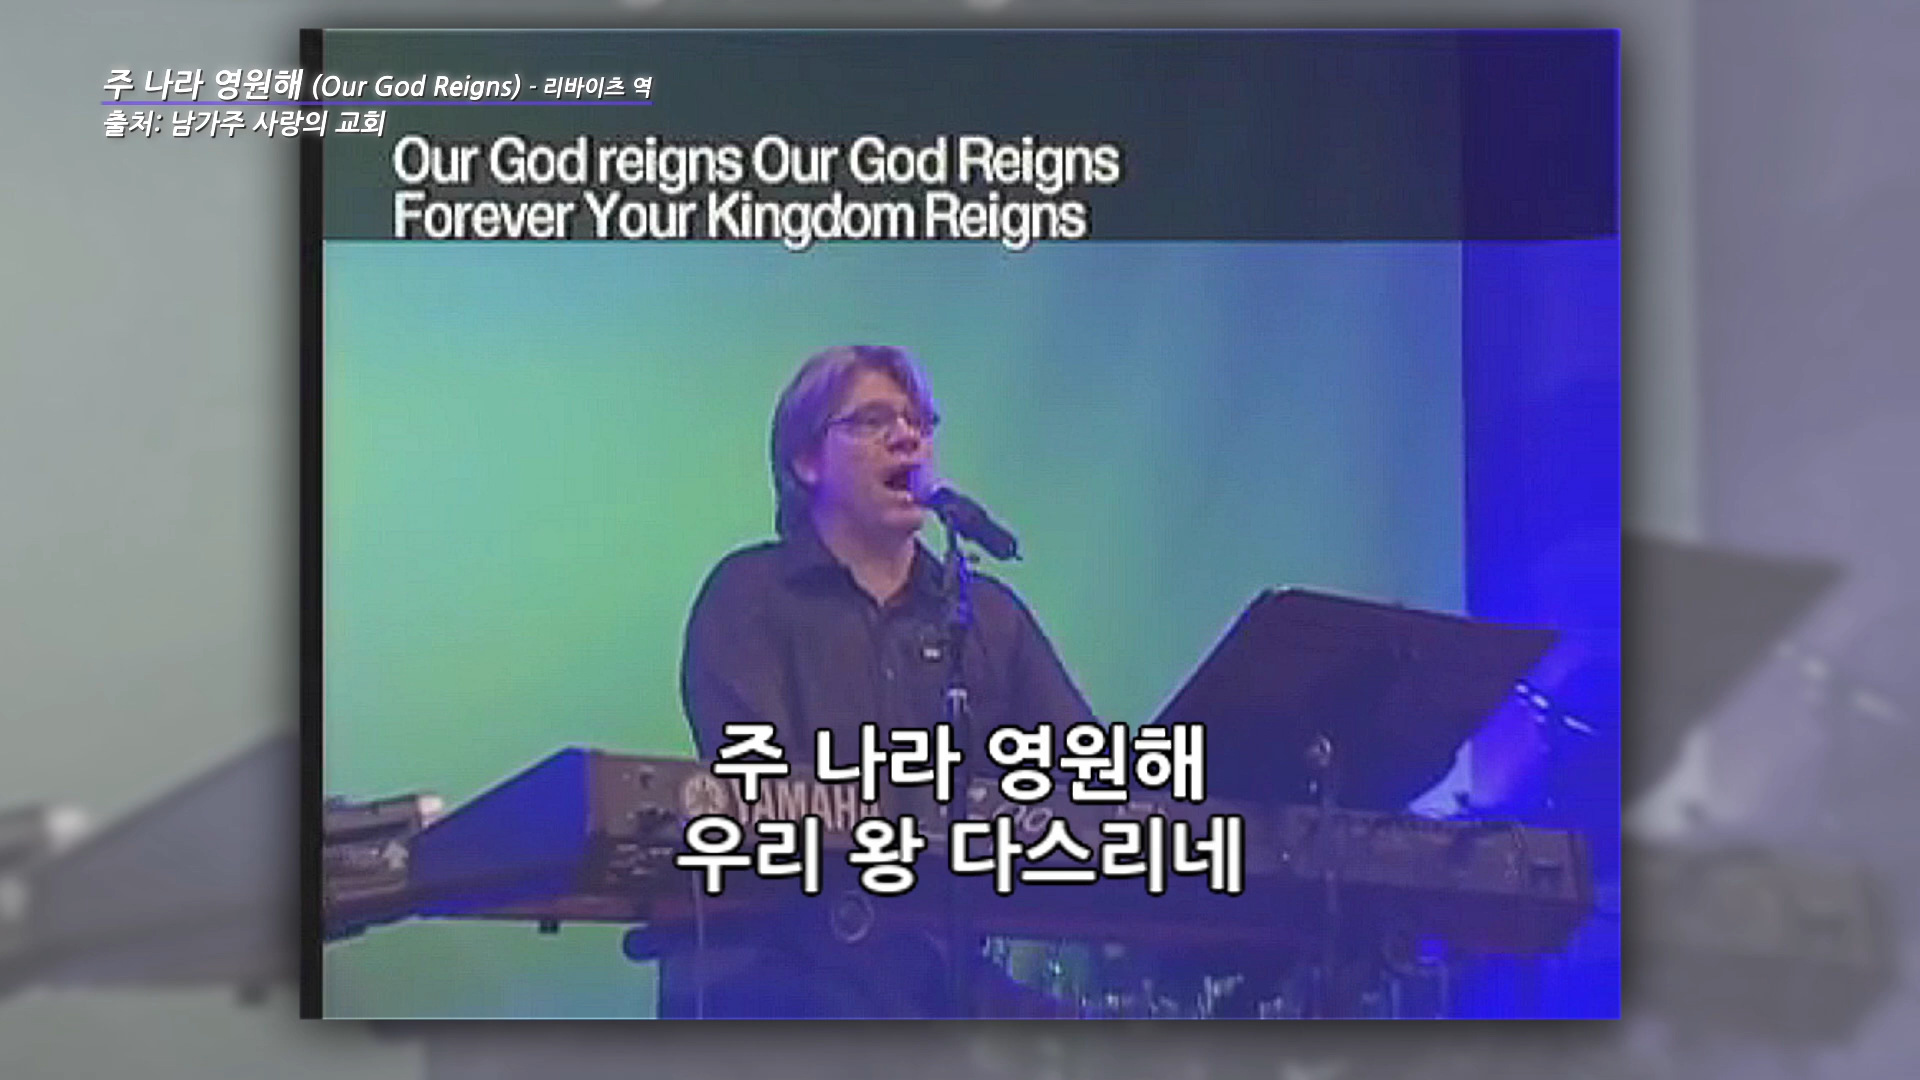 주 나라 영원해 (Our God Reigns) - 리바이츠 역
출처: 남가주 사랑의 교회
Our God reigns Our God Reigns
Forever Your Kingdom Reigns
주 나라 영원해
우리 왕 다스리네
YAMAHA